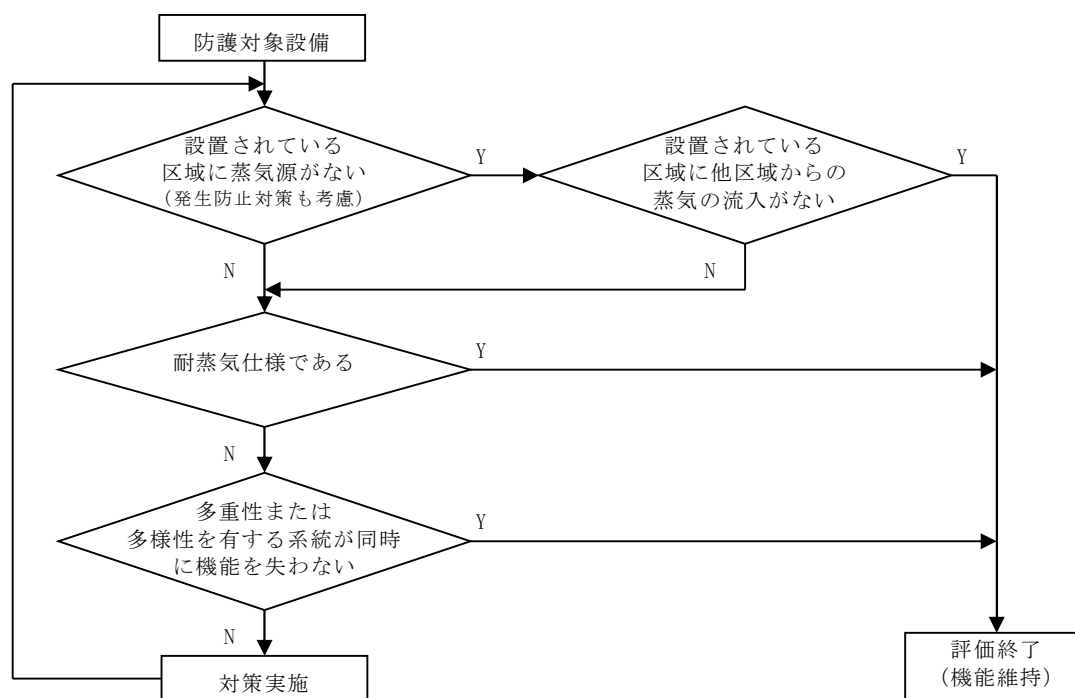 防護対象設備
設置されている
区域に蒸気源がない
(発生防止対策も考慮)
Y
設置されている
区域に他区域からの
蒸気の流入がない
Y
N
N
耐蒸気仕様である
Y
N
多重性または
多様性を有する系統が同時
に機能を失わない
Y
N
対策実施
評価終了
(機能維持)